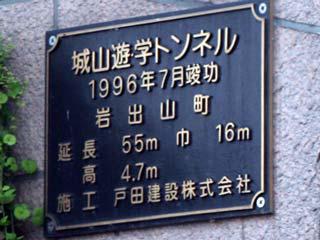 城山遊学トンネル
1996年7月竣功
岩出山町
延長 55m 巾 16m
高 4.7m
施工 戸田建設株式会社